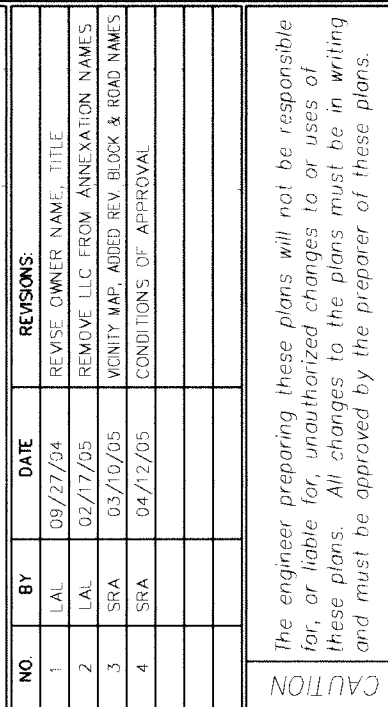 NO. BY DATE REVISIONS:
1 LAL 09/27/04 REVISE OWNER NAME, TITLE
2 LAL 02/17/05 REMOVE LLC FROM ANNEXATION NAMES
3 SRA 03/10/05 VICINITY MAP, ADDED REV. BLOCK & ROAD NAMES
4 SRA 04/12/05 CONDITIONS OF APPROVAL
CAUTION
The engineer preparing these plans will not be responsible
for, or liable for, unauthorized changes to or uses of
these plans. All changes to the plans must be in writing
and must be approved by the preparer of these plans.